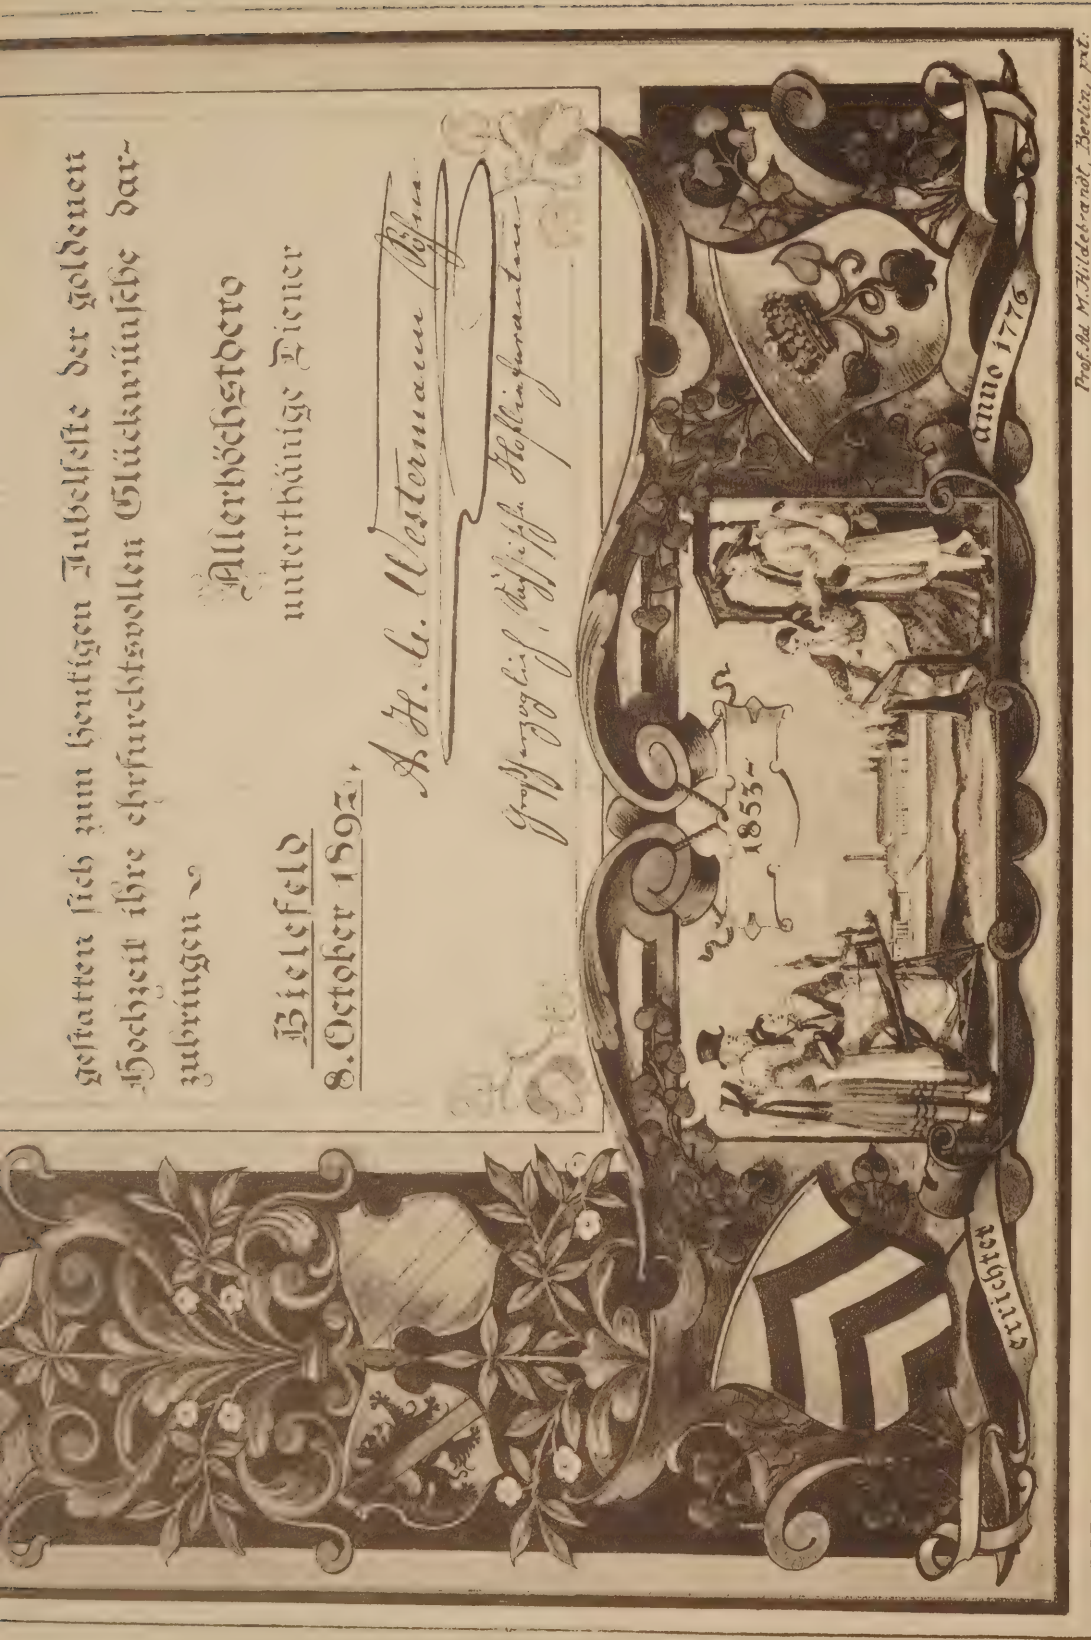 gestatten sich zum heutigen Jubelfeste der goldenen
Hochzeit ihre ehrfurchtsvollen Glückwünsche dar-
zubringen
Allerhöchstdero
unterthänige Diener
Bielefeld
8. October 1892.
A. H. C. Westermann Söhne
Großherzoglich Sächsische Hoflieferanten
1853
errichtet
anno 1776
Prof. Ad. M. Hildebrandt, Berlin, pxt.